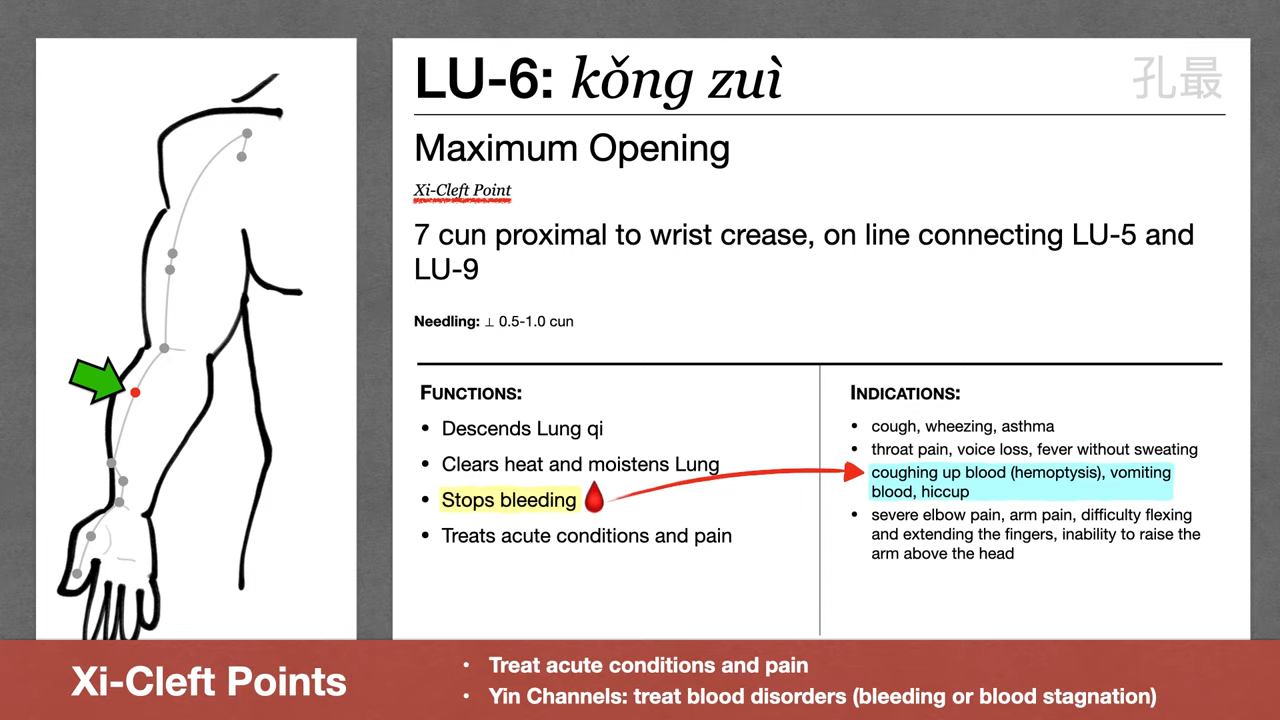 LU-6: kǒng zuì
孔最
Maximum Opening
Xi-Cleft Point
7 cun proximal to wrist crease, on line connecting LU-5 and
LU-9
Needling: ⊥ 0.5-1.0 cun
FUNCTIONS:
• Descends Lung qi
• Clears heat and moistens Lung
• Stops bleeding
• Treats acute conditions and pain
INDICATIONS:
• cough, wheezing, asthma
• throat pain, voice loss, fever without sweating
• coughing up blood (hemoptysis), vomiting
blood, hiccup
• severe elbow pain, arm pain, difficulty flexing
and extending the fingers, inability to raise the
arm above the head
Xi-Cleft Points
• Treat acute conditions and pain
• Yin Channels: treat blood disorders (bleeding or blood stagnation)